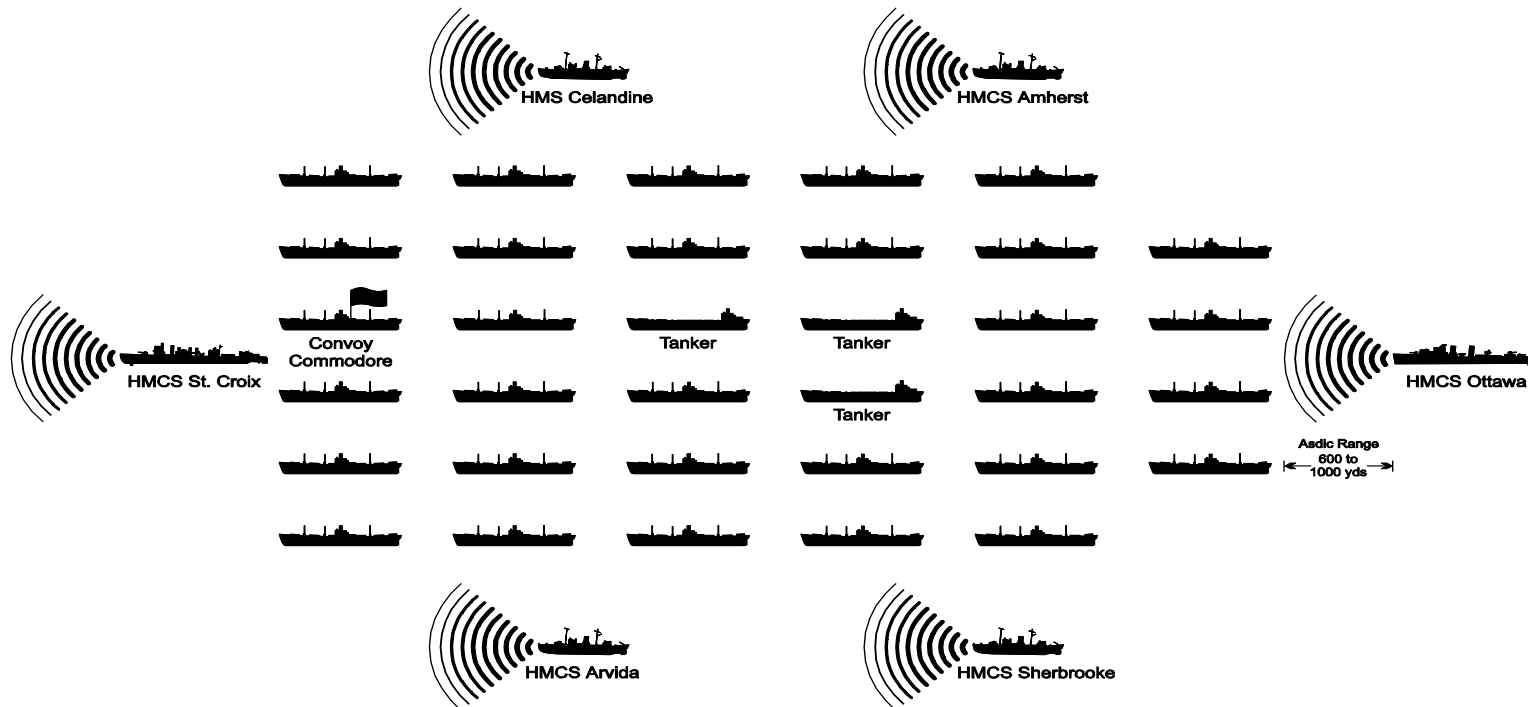 HMS Celandine
HMCS Amherst
Convoy
Commodore
Tanker
Tanker
HMCS St. Croix
HMCS Ottawa
Tanker
Asdic Range
600 to
1000 yds
HMCS Arvida
HMCS Sherbrooke